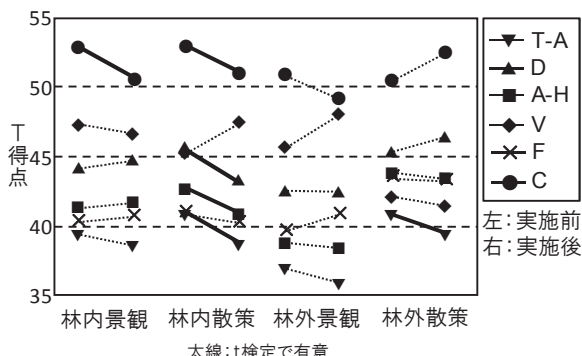 55
50
45
40
35
T得点
林内景観 林内散策 林外景観 林外散策
太線：t検定で有意
T-A
D
A-H
V
F
C
左：実施前
右：実施後